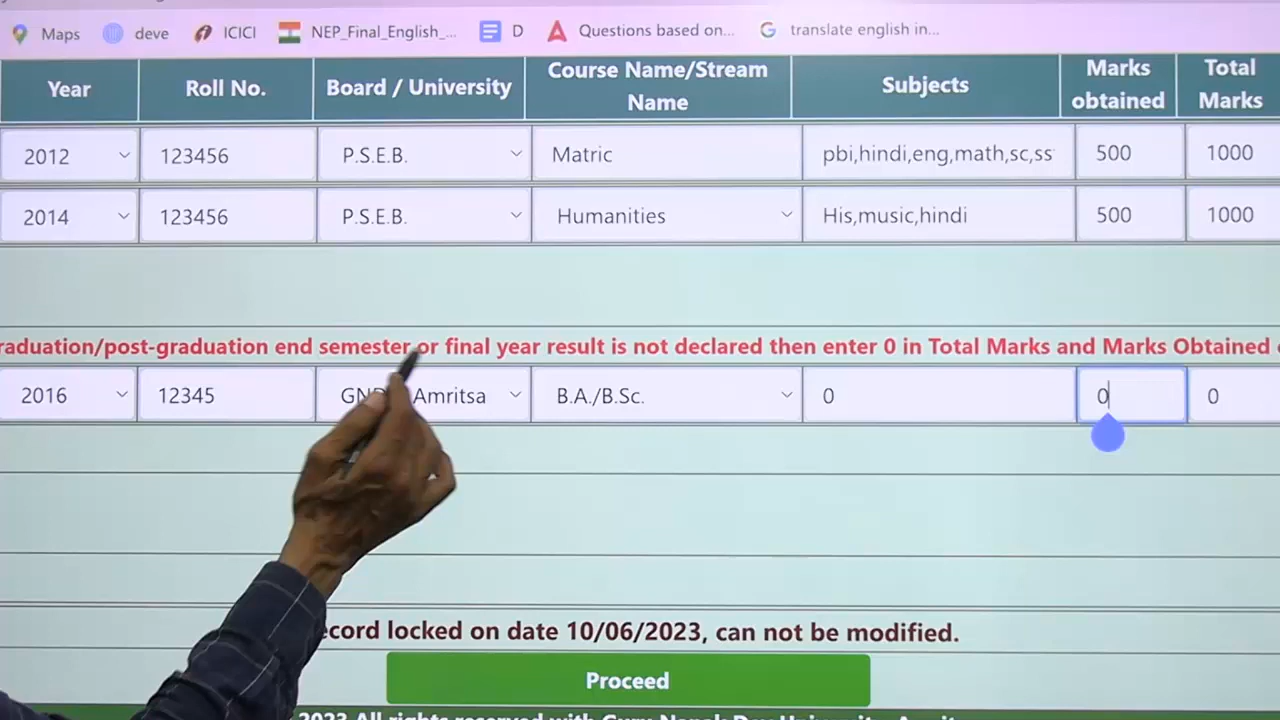 Maps deve ICICI NEP_Final_English_... D Questions based on... translate english in...
Year Roll No. Board / University Course Name/Stream Name Subjects Marks obtained Total Marks
2012 123456 P.S.E.B. Matric pbi,hindi,eng,math,sc,ss 500 1000
2014 123456 P.S.E.B. Humanities His,music,hindi 500 1000
raduation/post-graduation end semester or final year result is not declared then enter 0 in Total Marks and Marks Obtained
2016 12345 Amritsa B.A./B.Sc. 0 0 0
ecord locked on date 10/06/2023, can not be modified.
Proceed
2023 All rights reserved with Guru Nanak Dev University